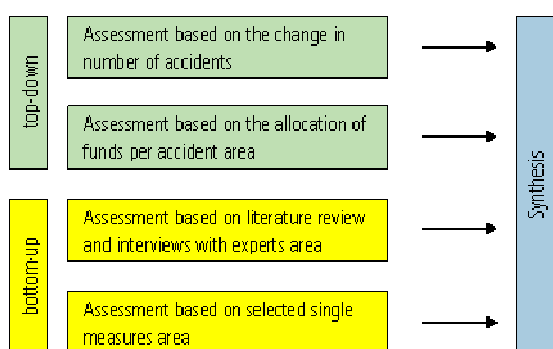 top-down
Assessment based on the change in
number of accidents
Assessment based on the allocation of
funds per accident area
bottom-up
Assessment based on literature review
and interviews with experts area
Assessment based on selected single
measures area
Synthesis